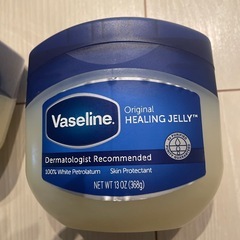 Vaseline.
Original
HEALING JELLY™
Dermatologist Recommended
100% White Petrolatum Skin Protectant
NET WT 13 OZ (368g)